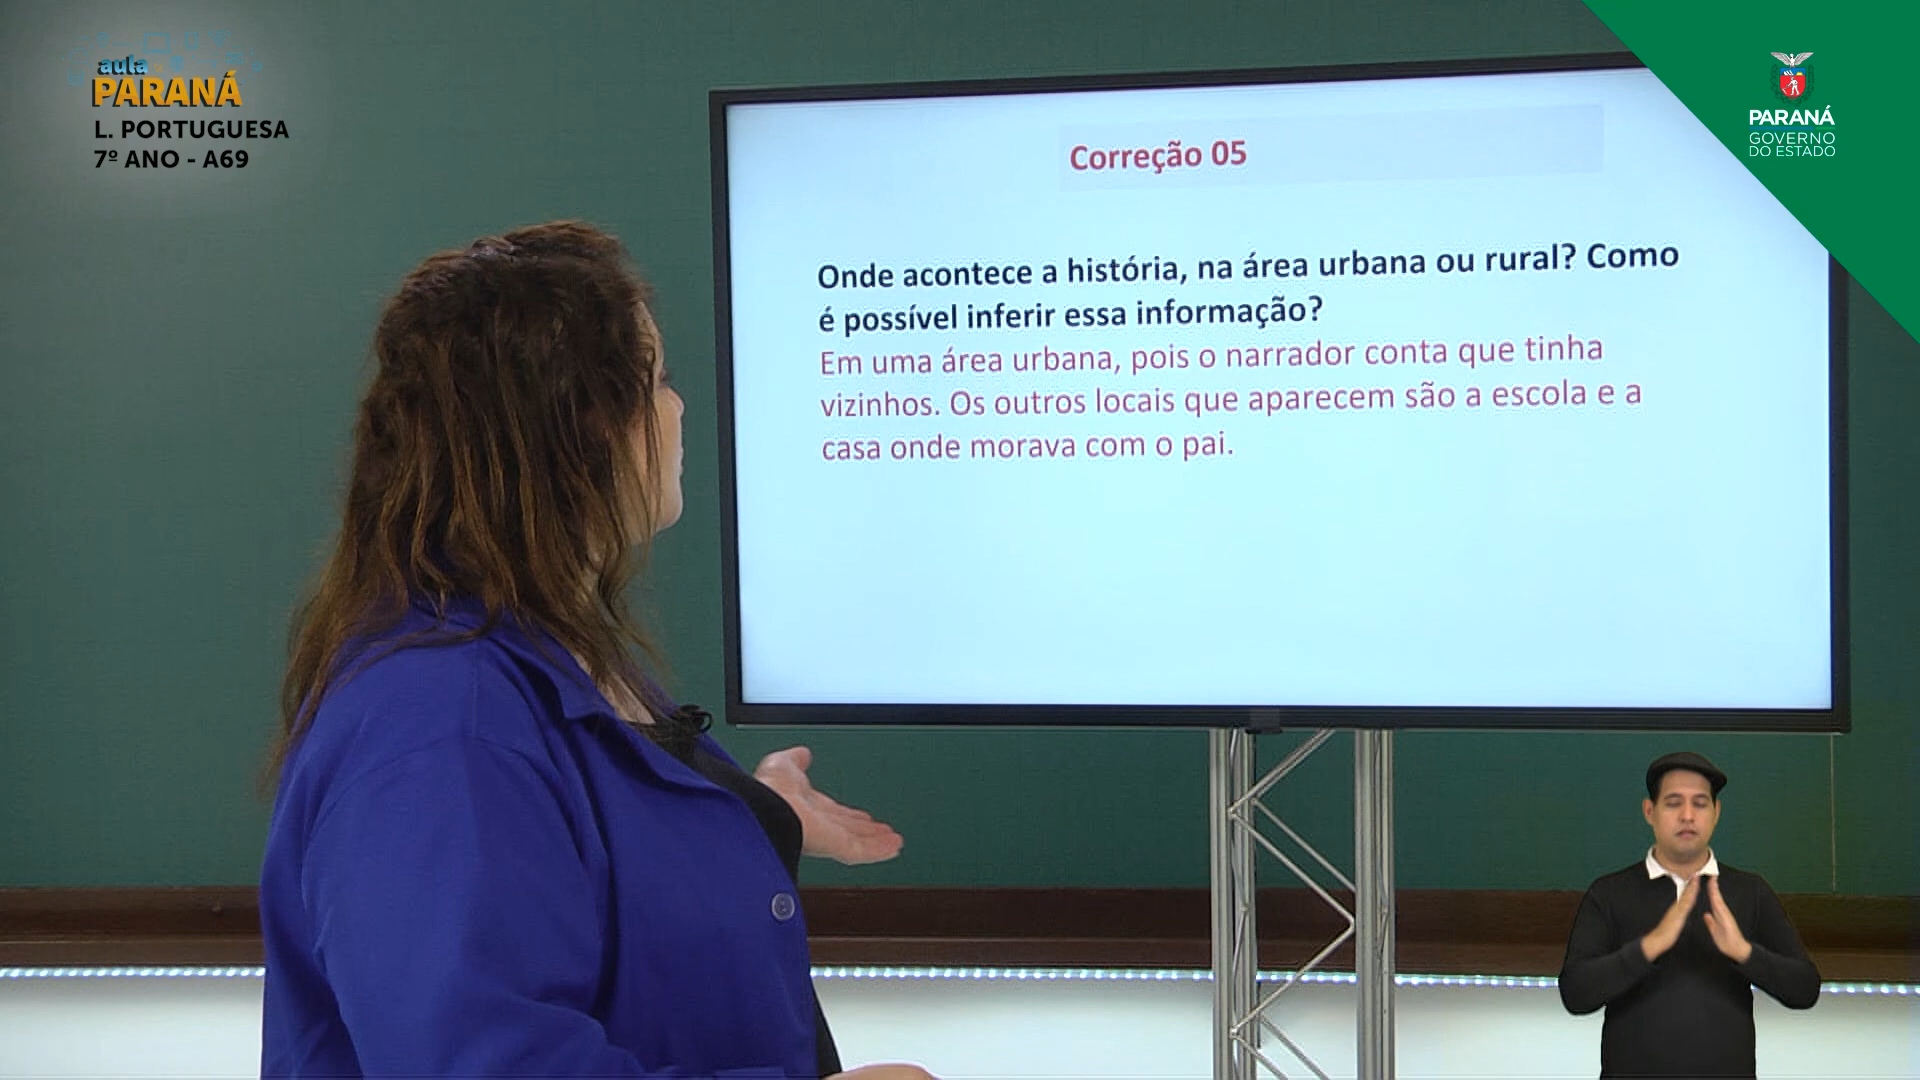 aula
PARANÁ
L. PORTUGUESA
7º ANO - A69
PARANÁ
GOVERNO
DO ESTADO
Correção 05
Onde acontece a história, na área urbana ou rural? Como
é possível inferir essa informação?
Em uma área urbana, pois o narrador conta que tinha
vizinhos. Os outros locais que aparecem são a escola e a
casa onde morava com o pai.